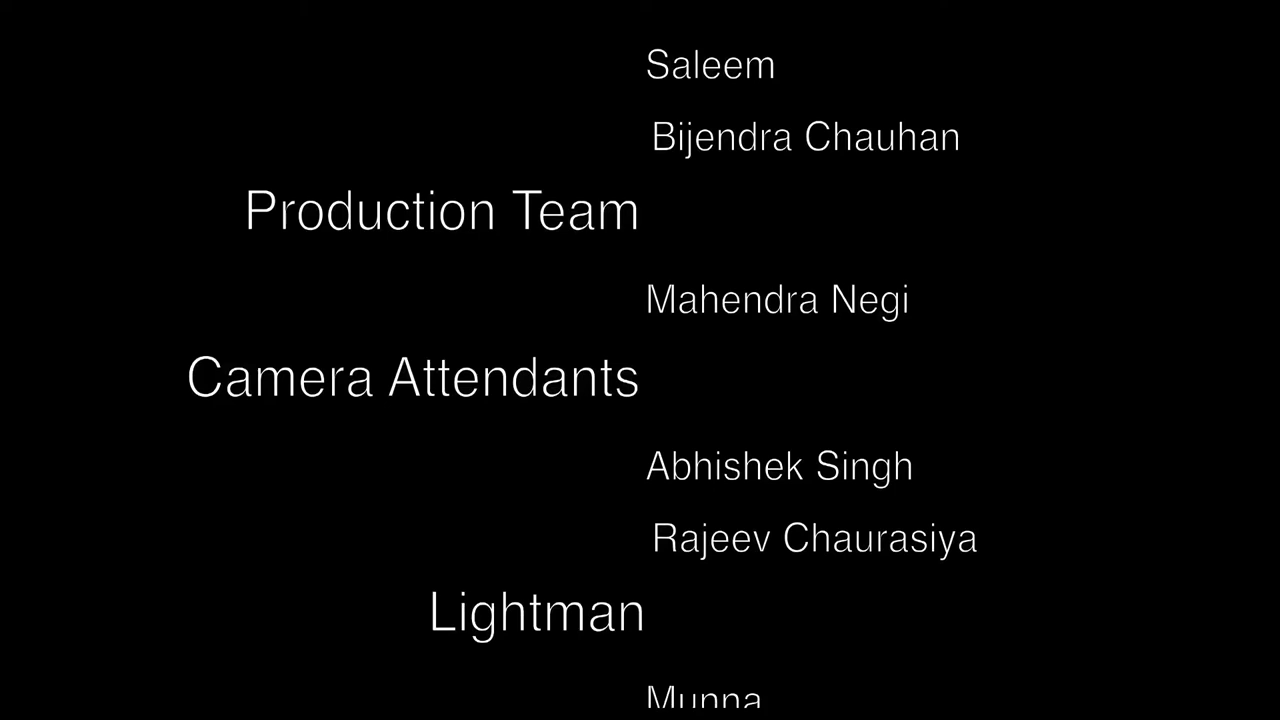 Saleem
Bijendra Chauhan
Production Team
Mahendra Negi
Camera Attendants
Abhishek Singh
Rajeev Chaurasiya
Lightman
Munna